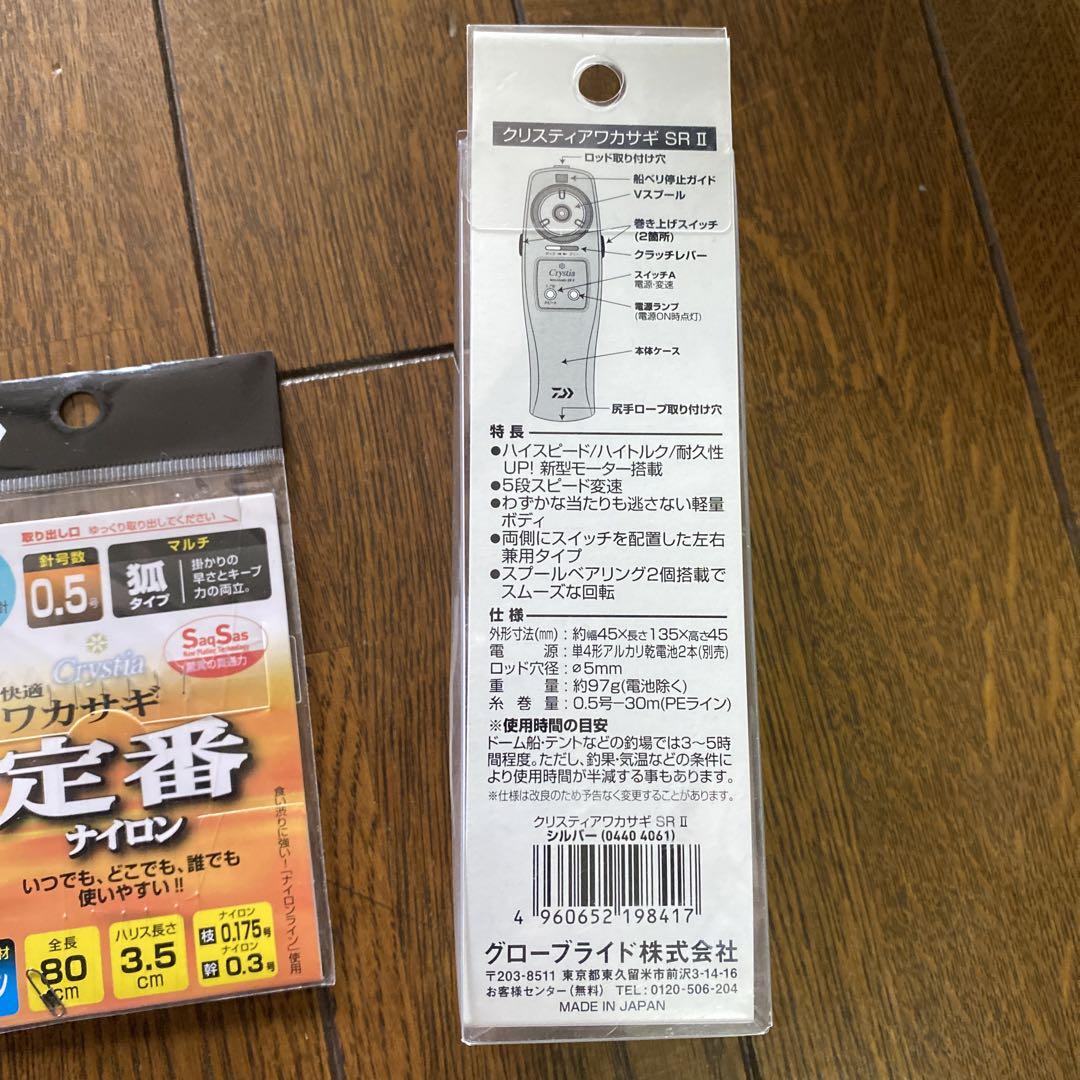 クリスティアワカサギ SR II
ロッド取り付け穴
船ベリ停止ガイド
Vスプール
巻き上げスイッチ
(2箇所)
クラッチレバー
スイッチA
電源・変速
電源ランプ
(電源ON時点灯)
本体ケース
尻手ロープ取り付け穴
Crystia
特長
●ハイスピード/ハイトルク/耐久性
UP! 新型モーター搭載
●5段スピード変速
●わずかな当たりも逃さない軽量
ボディ
●両側にスイッチを配置した左右
兼用タイプ
●スプールベアリング2個搭載で
スムーズな回転
仕様
外形寸法(mm):約幅45×長さ135×高さ45
電源:単4形アルカリ乾電池2本(別売)
ロッド穴径:ø5mm
重量:約97g(電池除く)
糸巻量:0.5号ー30m(PEライン)
※使用時間の目安
ドーム船・テントなどの釣場では3〜5時
間程度。ただし、釣果・気温などの条件に
より使用時間が半減する事もあります。
※仕様は改良のため予告なく変更することがあります。
クリスティアワカサギ SR II
シルバー(0440 4061)
4 960652 198417
グローブライド株式会社
〒203-8511 東京都東久留米市前沢3-14-16
お客様センター(無料) TEL:0120-506-204
MADE IN JAPAN
取り出し口 ゆっくり取り出してください
針号数
0.5号
マルチ
狐
タイプ
掛かりの
早さとキープ
力の両立。
SaqSas
New Plating Technology
驚異の貫通力
Crystia
快適
ワカサギ
定番
ナイロン
いつでも、どこでも、誰でも
使いやすい!!
食い渋りに強い!「ナイロンライン」使用
全長
80
cm
ハリス長さ
3.5
cm
ナイロン
枝 0.175号
ナイロン
幹 0.3号